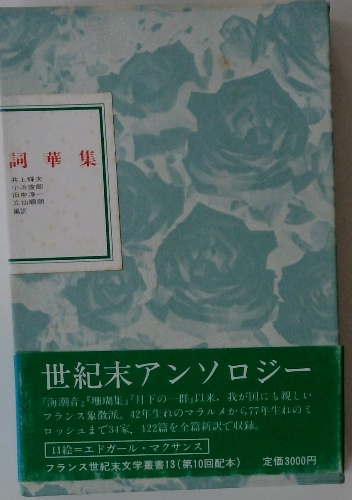 詞華集
井上輝夫
小浜俊郎
田中淳一
立仙順朗
編訳
世紀末アンソロジー
『海潮音』『珊瑚集』『月下の一群』以来、我が国にも親しい
フランス象徴派。42年生れのマラルメから77年生れのミ
ロッシュまで34家、122篇を全篇新訳で収録。
口絵=エドガール・マクサンス
フランス世紀末文学叢書13(第10回配本)
定価3000円